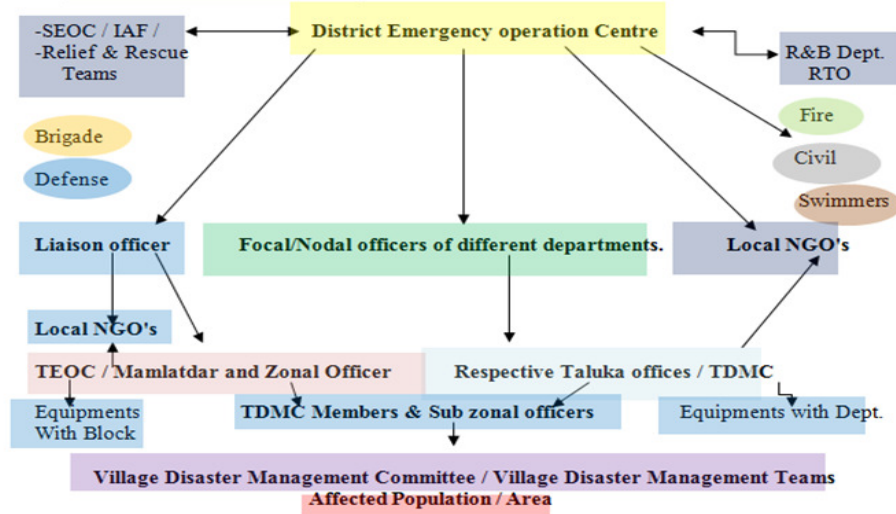 -SEOC / IAF /
-Relief & Rescue
Teams
District Emergency operation Centre
R&B Dept.
RTO
Brigade
Defense
Fire
Civil
Swimmers
Liaison officer
Focal/Nodal officers of different departments.
Local NGO's
Local NGO's
TEOC / Mamlatdar and Zonal Officer
Respective Taluka offices / TDMC
Equipments
With Block
TDMC Members & Sub zonal officers
Equipments with Dept.
Village Disaster Management Committee / Village Disaster Management Teams
Affected Population / Area